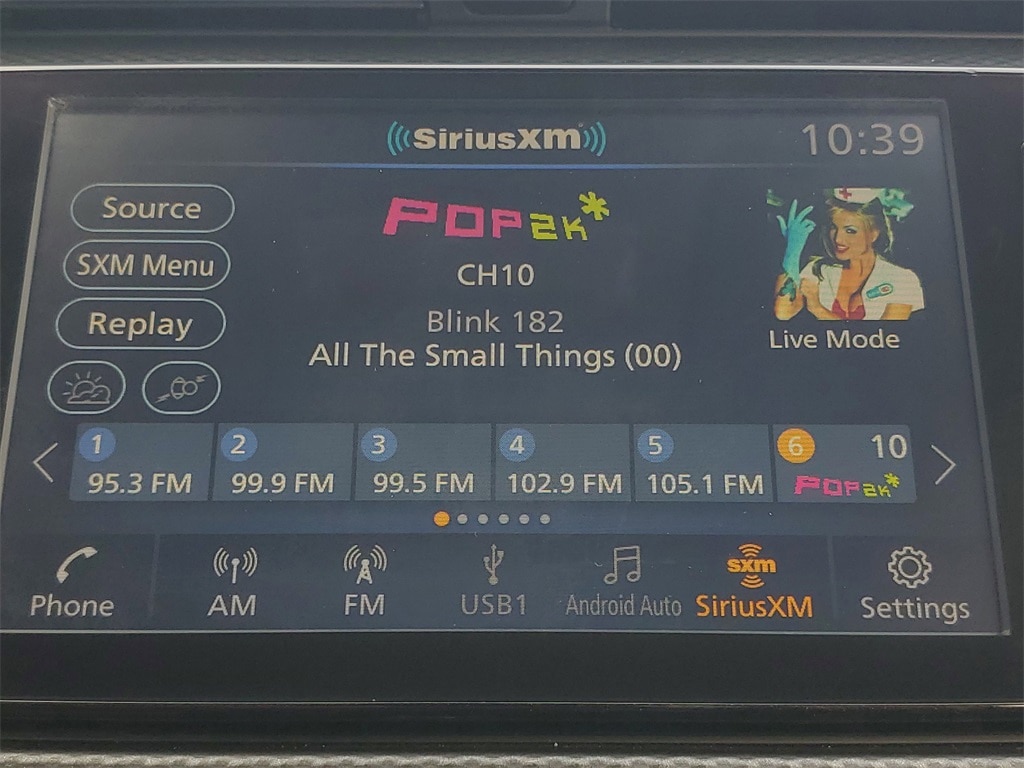 SiriusXM
10:39
Source
SXM Menu
Replay
POP2K*
CH10
Blink 182
All The Small Things (00)
Live Mode
1
95.3 FM
2
99.9 FM
3
99.5 FM
4
102.9 FM
5
105.1 FM
6
10
POP2K*
Phone
AM
FM
USB1
Android Auto
sxm
SiriusXM
Settings